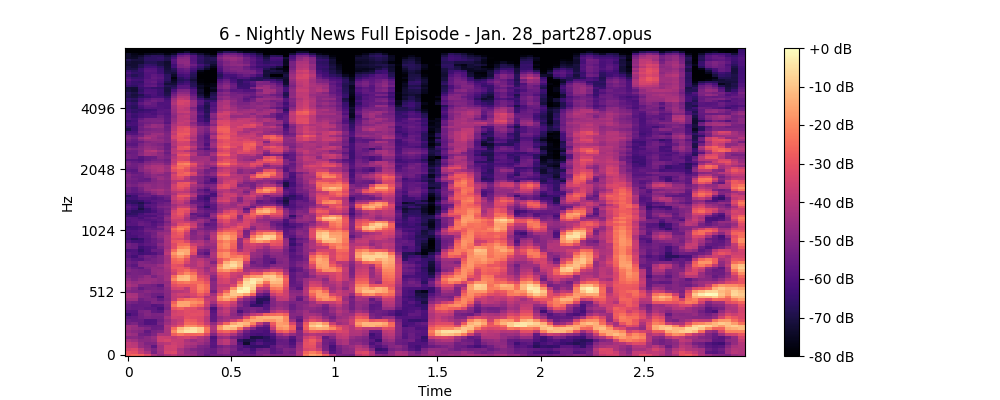 6 - Nightly News Full Episode - Jan. 28_part287.opus
Hz
4096
2048
1024
512
0
0
0.5
1
1.5
2
2.5
Time
+0 dB
-10 dB
-20 dB
-30 dB
-40 dB
-50 dB
-60 dB
-70 dB
-80 dB